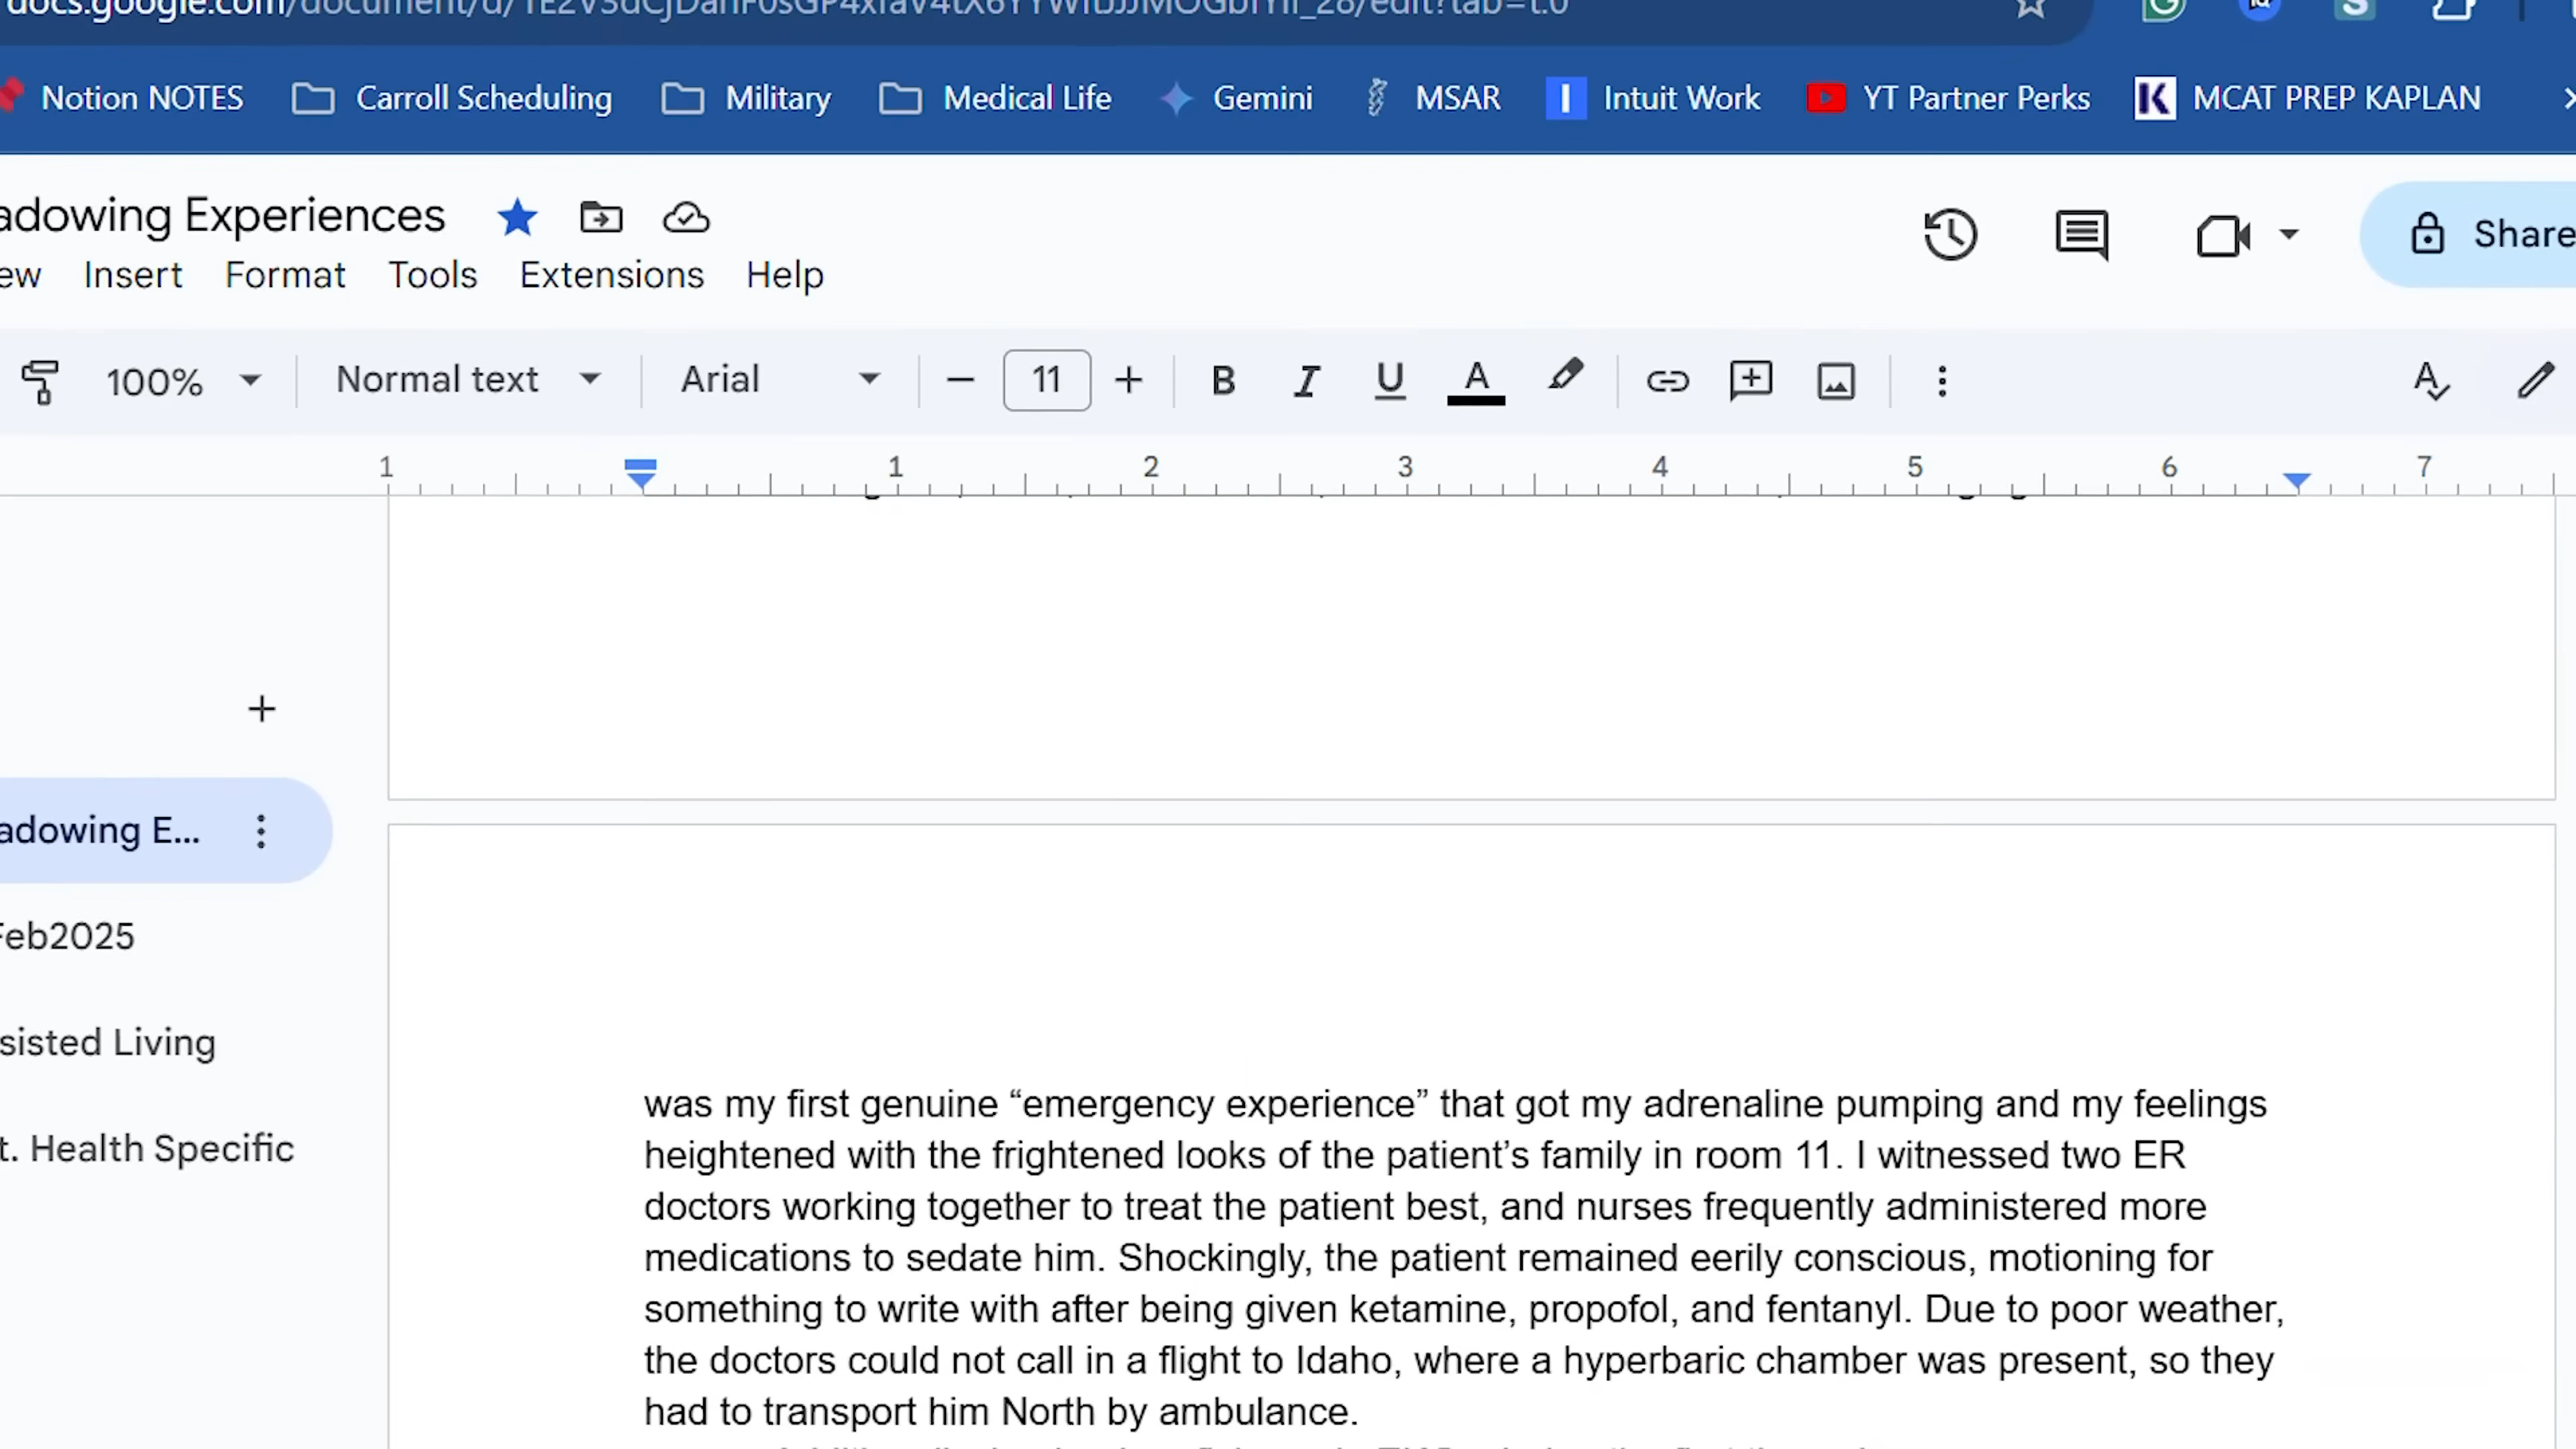 docs.google.com/document/d/
/edit?tab=t.0
Notion NOTES
Carroll Scheduling
Military
Medical Life
Gemini
MSAR
Intuit Work
YT Partner Perks
MCAT PREP KAPLAN
adowing Experiences
Share
ew Insert Format Tools Extensions Help
100% Normal text Arial 11 B I U A
1 1 2 3 4 5 6 7
adowing E...
Feb2025
sisted Living
t. Health Specific
was my first genuine “emergency experience” that got my adrenaline pumping and my feelings
heightened with the frightened looks of the patient’s family in room 11. I witnessed two ER
doctors working together to treat the patient best, and nurses frequently administered more
medications to sedate him. Shockingly, the patient remained eerily conscious, motioning for
something to write with after being given ketamine, propofol, and fentanyl. Due to poor weather,
the doctors could not call in a flight to Idaho, where a hyperbaric chamber was present, so they
had to transport him North by ambulance.